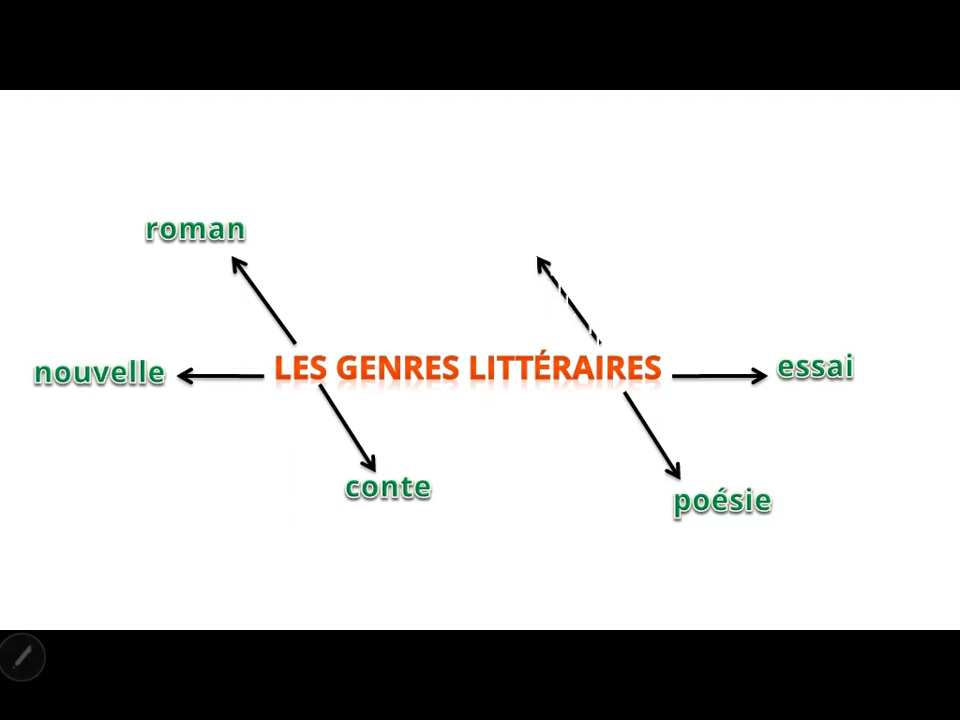 roman
nouvelle
LES GENRES LITTÉRAIRES
essai
conte
poésie